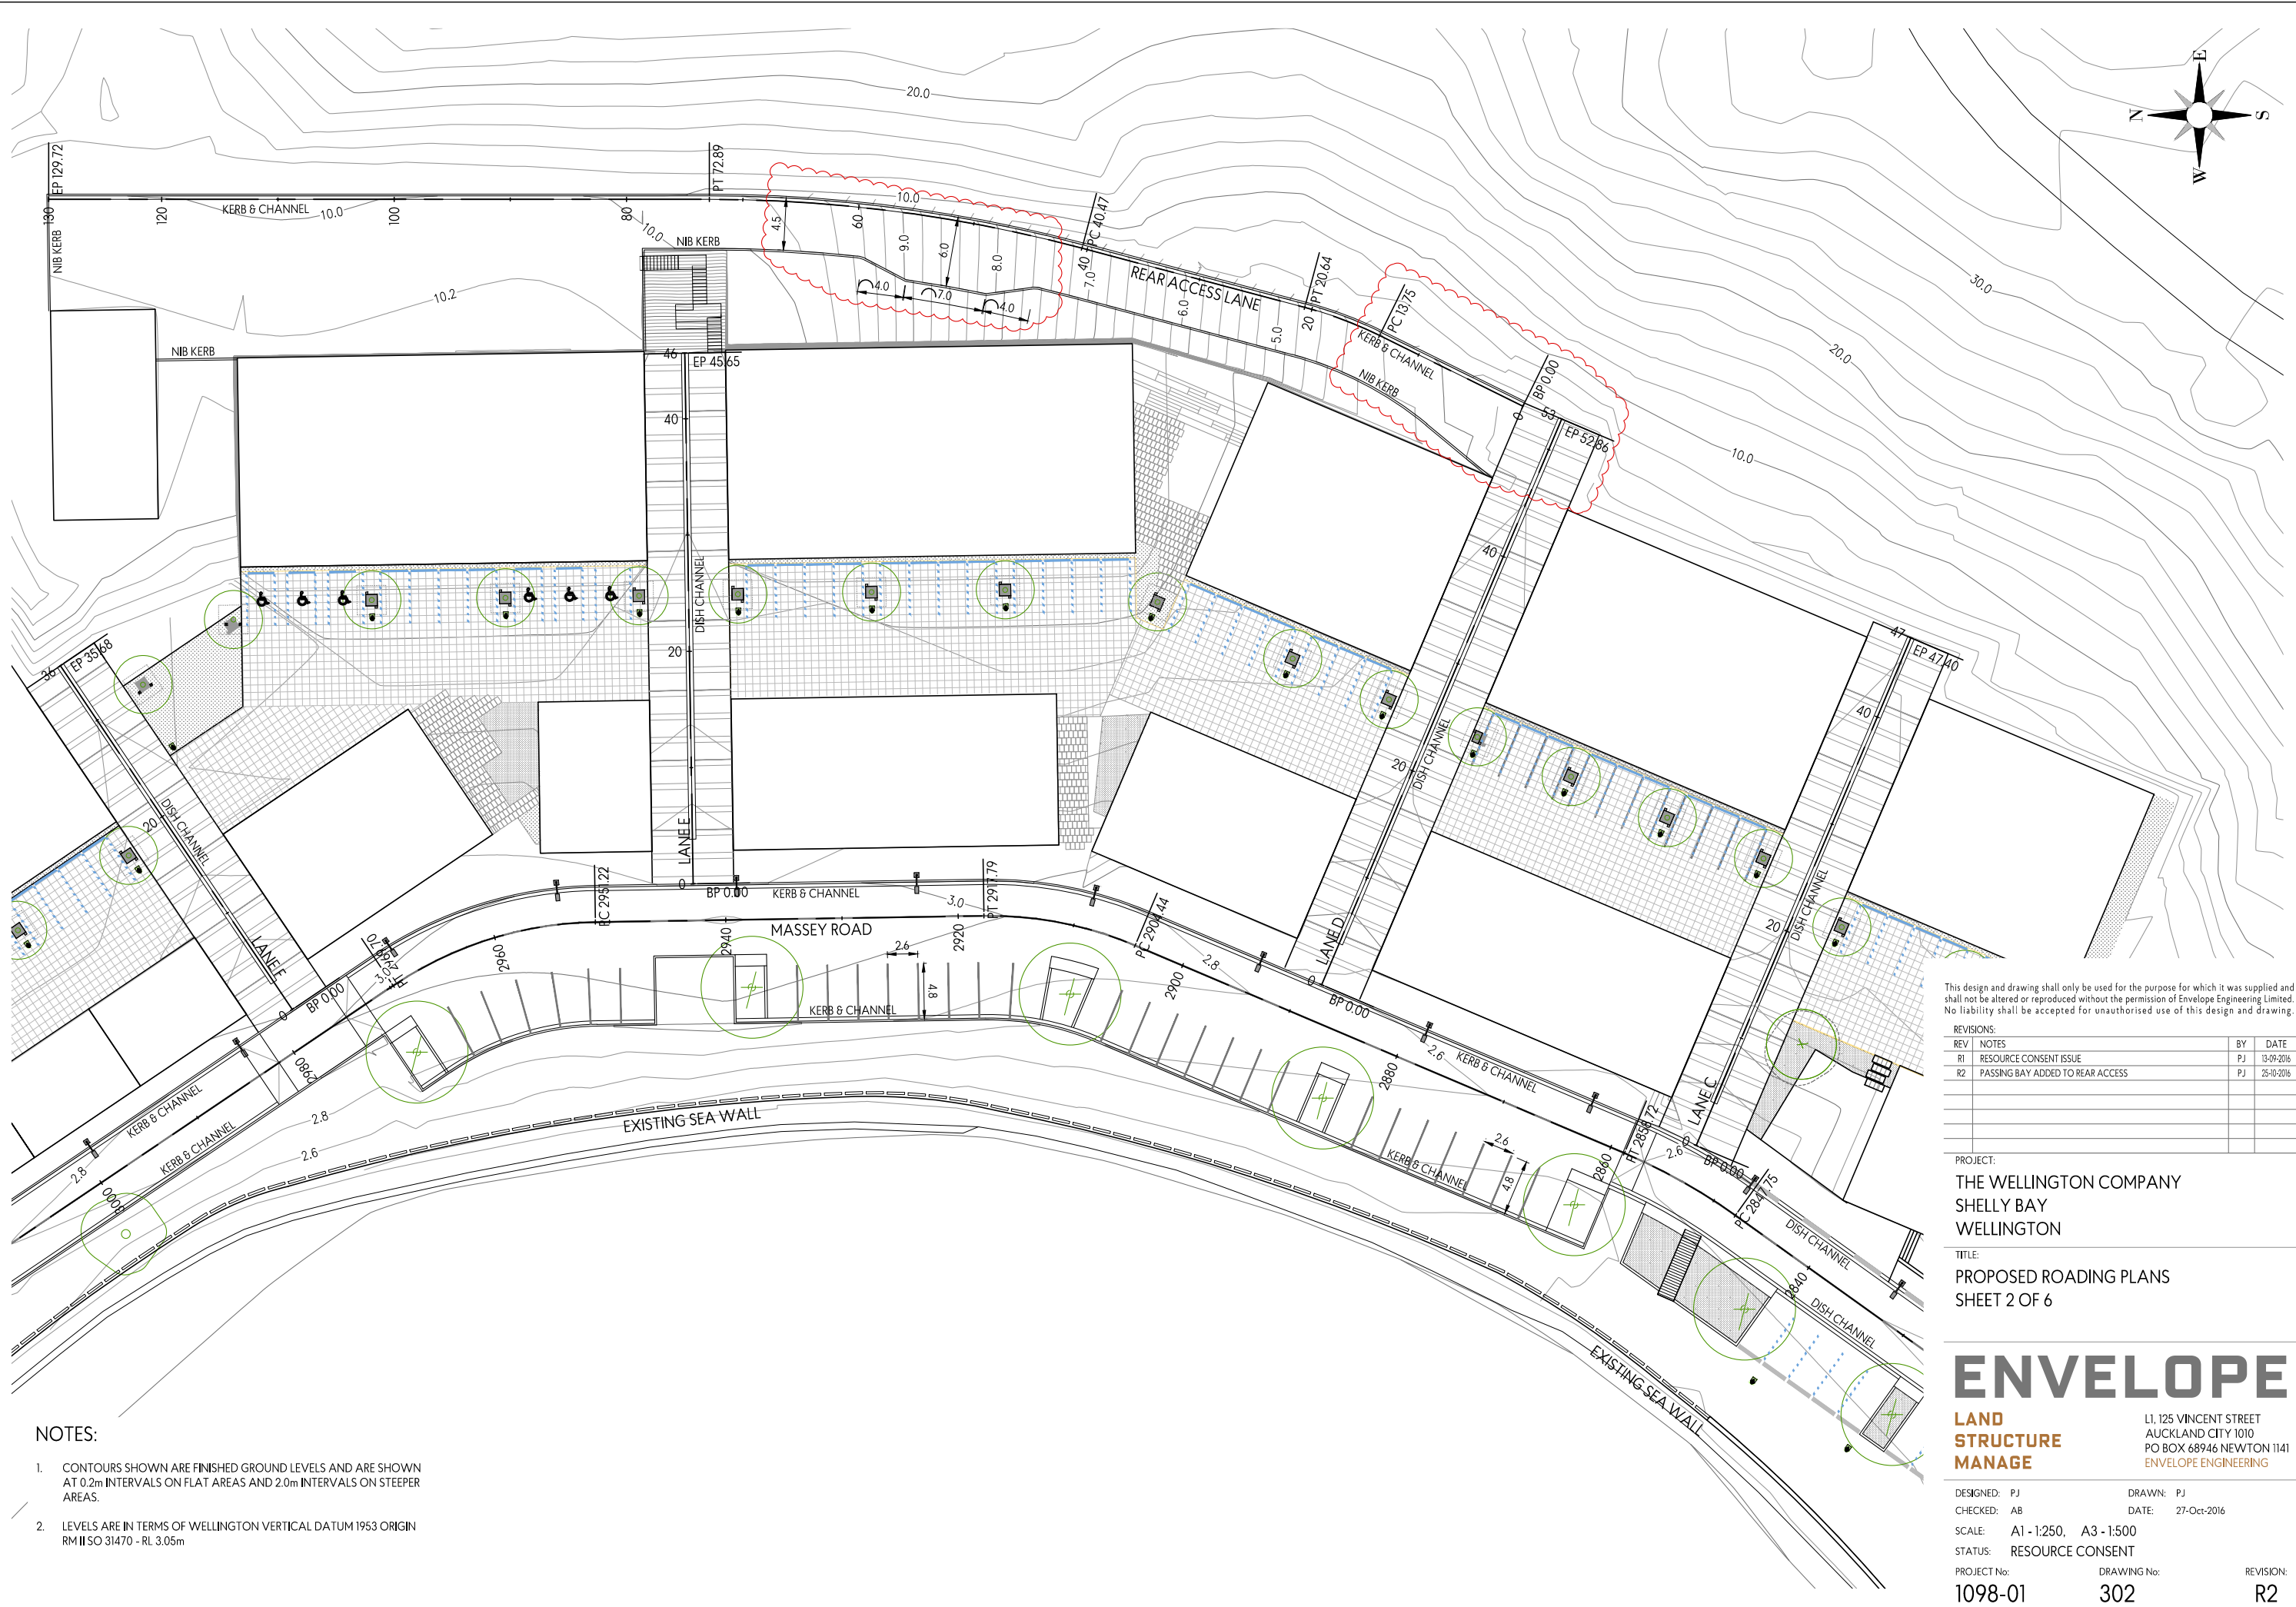 20.0
E
N
S
W
EP 129.72
PT 72.89
130
120
KERB & CHANNEL
10.0
100
80
10.0
NIB KERB
NIB KERB
4.5
60
10.0
9.0
6.0
8.0
4.0
7.0
4.0
PC 40.47
40
7.0
REAR ACCESS LANE
6.0
5.0
PT 20.64
20
PC 13.75
KERB & CHANNEL
NIB KERB
BP 0.00
0
53
EP 52.86
30.0
20.0
10.0
10.2
NIB KERB
46
EP 45.65
40
DISH CHANNEL
20
LANE E
0
BP 0.00
EP 35.68
36
DISH CHANNEL
20
LANE F
0
BP 0.00
40
DISH CHANNEL
20
LANE D
0
BP 0.00
47
EP 47.40
40
DISH CHANNEL
20
LANE C
0
BP 0.00
PC 2951.22
KERB & CHANNEL
3.0
PT 2917.79
MASSEY ROAD
2960
2940
2920
PC 2904.44
2.8
2900
2.6
4.8
KERB & CHANNEL
3.0
2980
KERB & CHANNEL
KERB & CHANNEL
2.8
3000
2.8
2.6
EXISTING SEA WALL
2.6
KERB & CHANNEL
2880
KERB & CHANNEL
2.6
4.8
2860
PT 2858.72
2.6
PC 2847.75
DISH CHANNEL
2840
DISH CHANNEL
EXISTING SEA WALL
NOTES:
1. CONTOURS SHOWN ARE FINISHED GROUND LEVELS AND ARE SHOWN
AT 0.2m INTERVALS ON FLAT AREAS AND 2.0m INTERVALS ON STEEPER
AREAS.
2. LEVELS ARE IN TERMS OF WELLINGTON VERTICAL DATUM 1953 ORIGIN
RM II SO 31470 - RL 3.05m
This design and drawing shall only be used for the purpose for which it was supplied and
shall not be altered or reproduced without the permission of Envelope Engineering Limited.
No liability shall be accepted for unauthorised use of this design and drawing.
REVISIONS:
REV NOTES BY DATE
R1 RESOURCE CONSENT ISSUE PJ 13-09-2016
R2 PASSING BAY ADDED TO REAR ACCESS PJ 25-10-2016
PROJECT:
THE WELLINGTON COMPANY
SHELLY BAY
WELLINGTON
TITLE:
PROPOSED ROADING PLANS
SHEET 2 OF 6
ENVELOPE
LAND
STRUCTURE
MANAGE
L1, 125 VINCENT STREET
AUCKLAND CITY 1010
PO BOX 68946 NEWTON 1141
ENVELOPE ENGINEERING
DESIGNED: PJ DRAWN: PJ
CHECKED: AB DATE: 27-Oct-2016
SCALE: A1 - 1:250, A3 - 1:500
STATUS: RESOURCE CONSENT
PROJECT No: DRAWING No: REVISION:
1098-01 302 R2